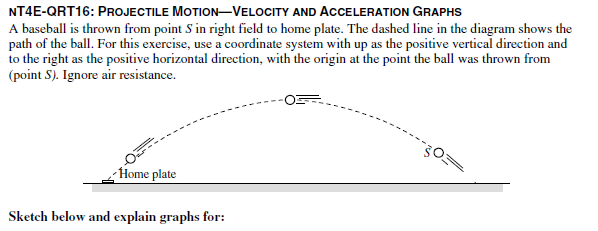 NT4E-QRT16: PROJECTILE MOTION—VELOCITY AND ACCELERATION GRAPHS
A baseball is thrown from point S in right field to home plate. The dashed line in the diagram shows the
path of the ball. For this exercise, use a coordinate system with up as the positive vertical direction and
to the right as the positive horizontal direction, with the origin at the point the ball was thrown from
(point S). Ignore air resistance.
S
Home plate
Sketch below and explain graphs for: